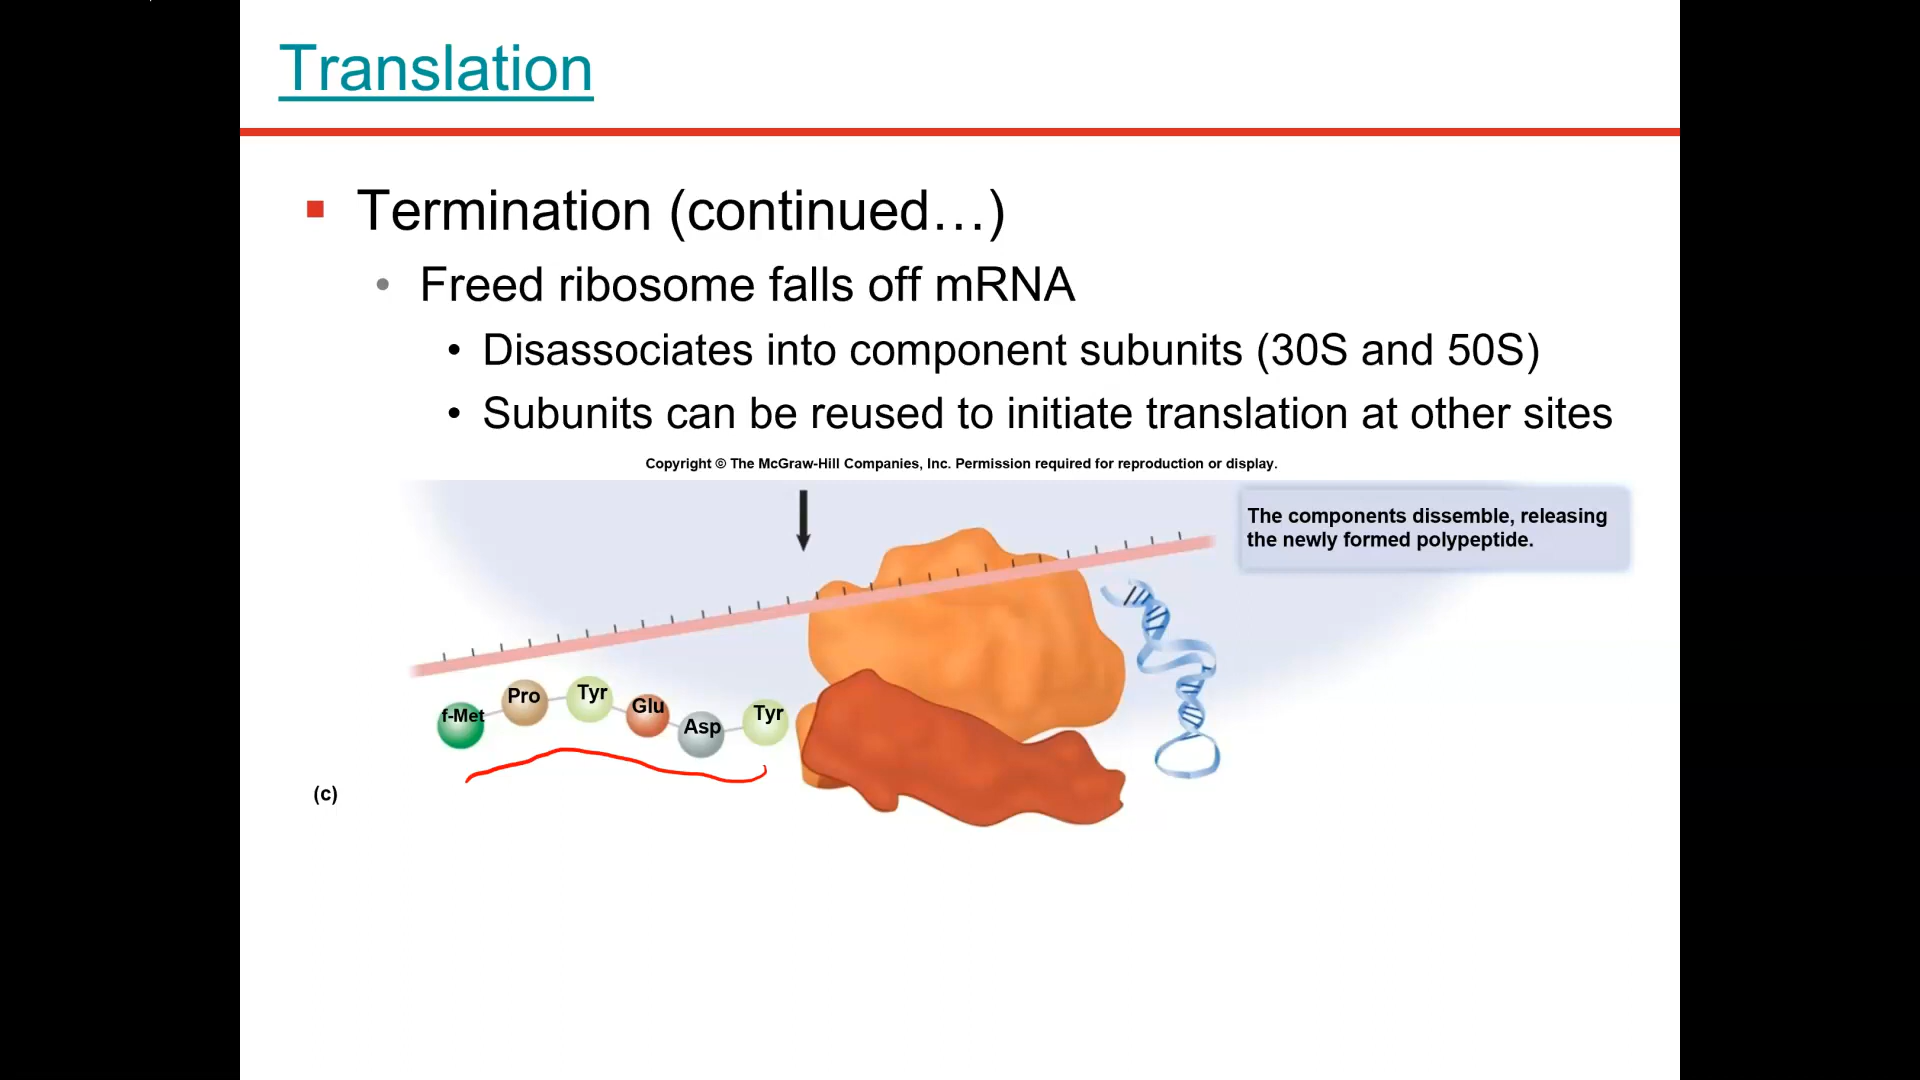 Translation
Termination (continued…)
Freed ribosome falls off mRNA
Disassociates into component subunits (30S and 50S)
Subunits can be reused to initiate translation at other sites
Copyright © The McGraw-Hill Companies, Inc. Permission required for reproduction or display.
The components dissemble, releasing
the newly formed polypeptide.
f-Met Pro Tyr Glu Asp Tyr
(c)